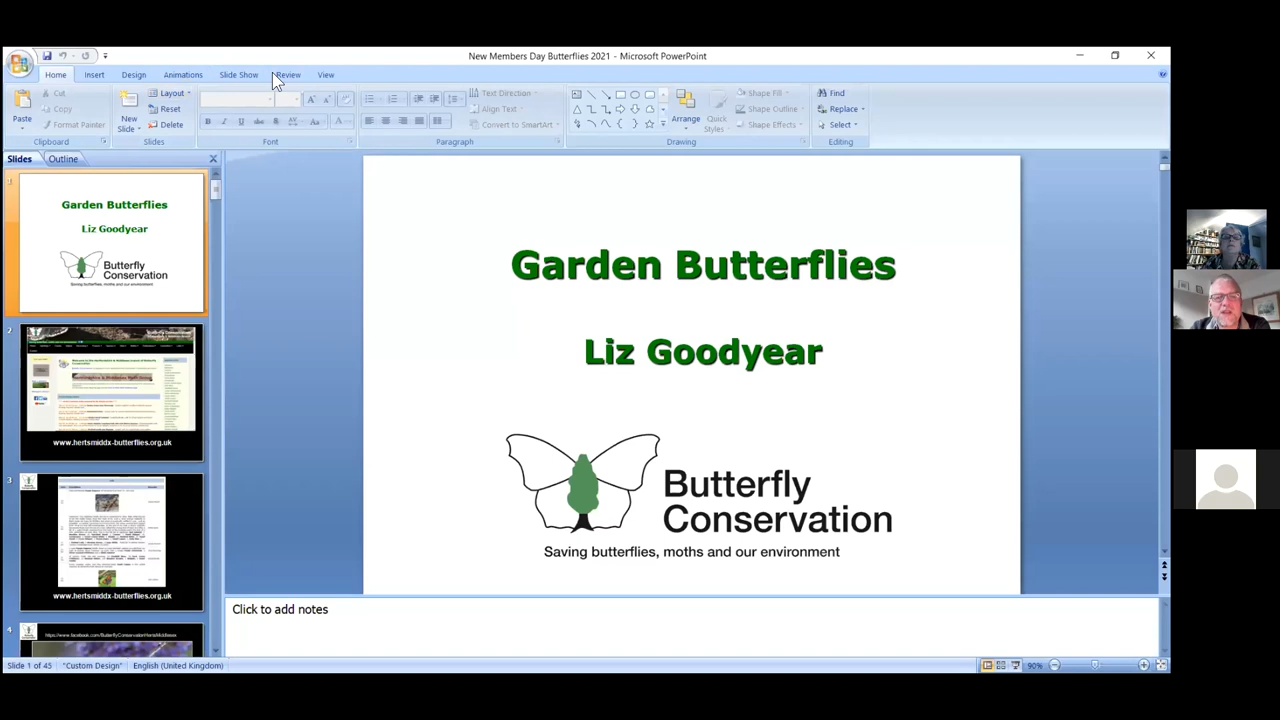 New Members Day Butterflies 2021 - Microsoft PowerPoint
Home Insert Design Animations Slide Show Review View
Cut
Copy
Format Painter
Paste
Clipboard
New Slide
Layout
Reset
Delete
Slides
Font
Text Direction
Align Text
Convert to SmartArt
Paragraph
Arrange
Quick Styles
Shape Fill
Shape Outline
Shape Effects
Drawing
Find
Replace
Select
Editing
Slides Outline
1
Garden Butterflies
Liz Goodyear
Butterfly
Conservation
Saving butterflies, moths and our environment
2
www.hertsmiddx-butterflies.org.uk
3
www.hertsmiddx-butterflies.org.uk
4
https://www.facebook.com/ButterflyConservationHertsMiddlesex
Garden Butterflies
Liz Goodyear
Butterfly
Conservation
Saving butterflies, moths and our environment
Click to add notes
Slide 1 of 45 "Custom Design" English (United Kingdom) 90%